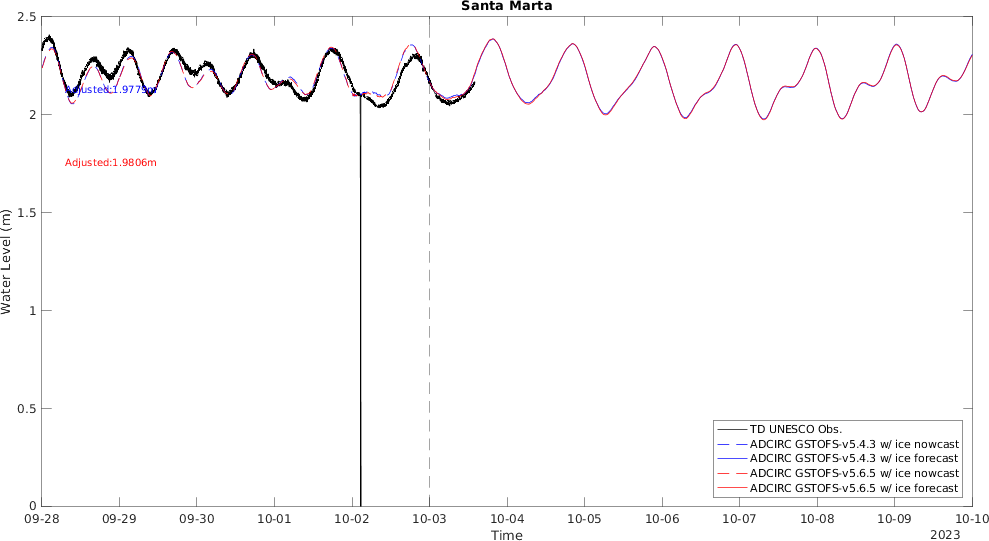 Santa Marta
2.5
2
1.5
1
0.5
0
Water Level (m)
Adjusted:1.9779m
Adjusted:1.9806m
TD UNESCO Obs.
ADCIRC GSTOFS-v5.4.3 w/ ice nowcast
ADCIRC GSTOFS-v5.4.3 w/ ice forecast
ADCIRC GSTOFS-v5.6.5 w/ ice nowcast
ADCIRC GSTOFS-v5.6.5 w/ ice forecast
09-28 09-29 09-30 10-01 10-02 10-03 10-04 10-05 10-06 10-07 10-08 10-09 10-10
Time
2023